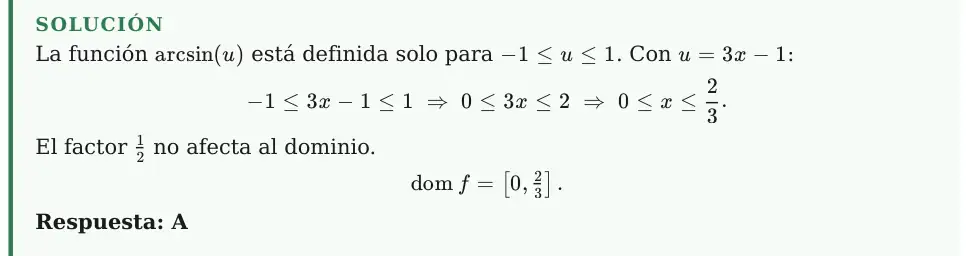 SOLUCIÓN
La función arcsin(u) está definida solo para −1 ≤ u ≤ 1. Con u = 3x − 1:
−1 ≤ 3x − 1 ≤ 1 ⇒ 0 ≤ 3x ≤ 2 ⇒ 0 ≤ x ≤ 2/3.
El factor 1/2 no afecta al dominio.
dom f = [0, 2/3].
Respuesta: A